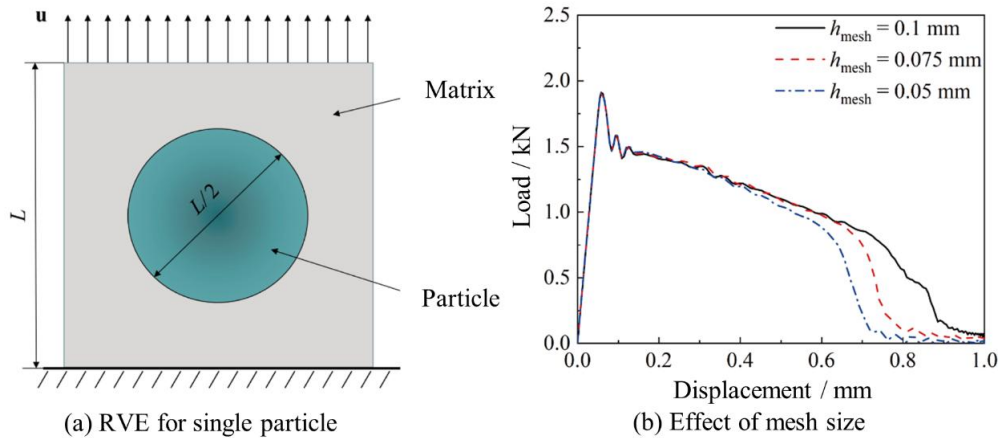 u
Matrix
L
L/2
Particle
(a) RVE for single particle
h_mesh = 0.1 mm
h_mesh = 0.075 mm
h_mesh = 0.05 mm
Load / kN
2.5
2.0
1.5
1.0
0.5
0
0.0 0.2 0.4 0.6 0.8 1.0
Displacement / mm
(b) Effect of mesh size